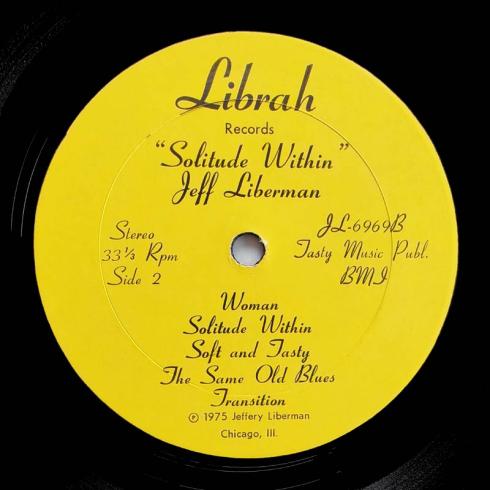 Librah
Records
"Solitude Within"
Jeff Liberman
Stereo
33⅓ Rpm
Side 2
JL-6969B
Tasty Music Publ.
BMI
Woman
Solitude Within
Soft and Tasty
The Same Old Blues
Transition
℗ 1975 Jeffery Liberman
Chicago, Ill.